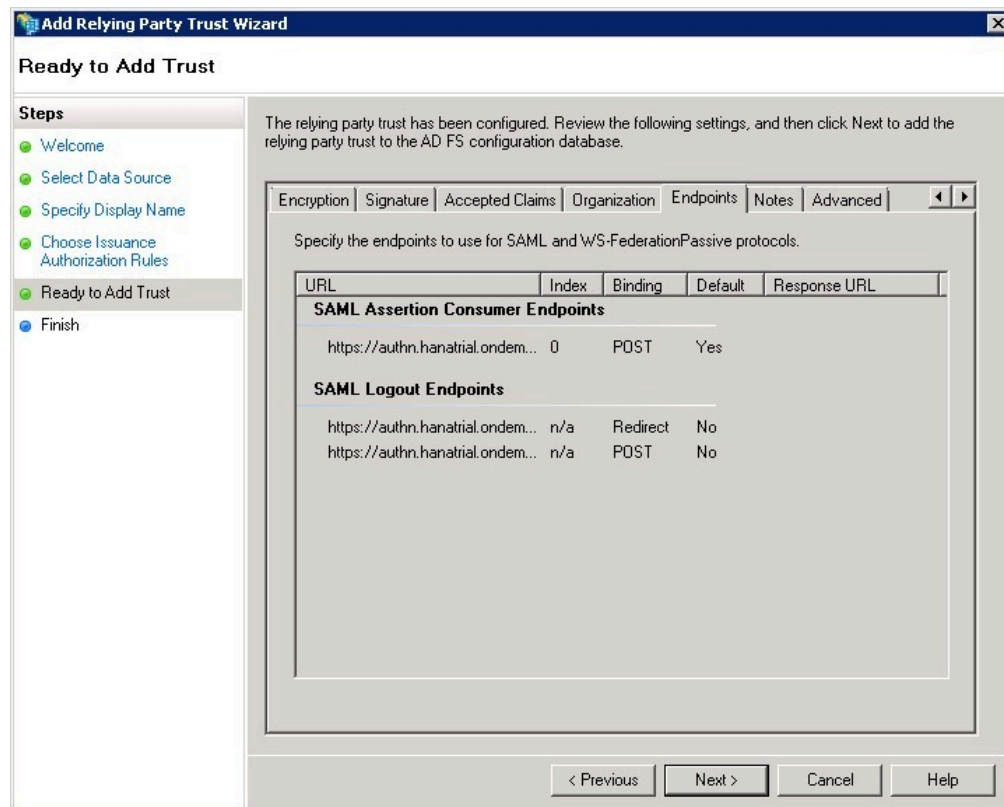 Add Relying Party Trust Wizard
Ready to Add Trust
Steps
Welcome
Select Data Source
Specify Display Name
Choose Issuance
Authorization Rules
Ready to Add Trust
Finish
The relying party trust has been configured. Review the following settings, and then click Next to add the
relying party trust to the AD FS configuration database.
Encryption Signature Accepted Claims Organization Endpoints Notes Advanced
Specify the endpoints to use for SAML and WS-FederationPassive protocols.
URL Index Binding Default Response URL
SAML Assertion Consumer Endpoints
https://authn.hanatrial.ondem... 0 POST Yes
SAML Logout Endpoints
https://authn.hanatrial.ondem... n/a Redirect No
https://authn.hanatrial.ondem... n/a POST No
< Previous Next > Cancel Help